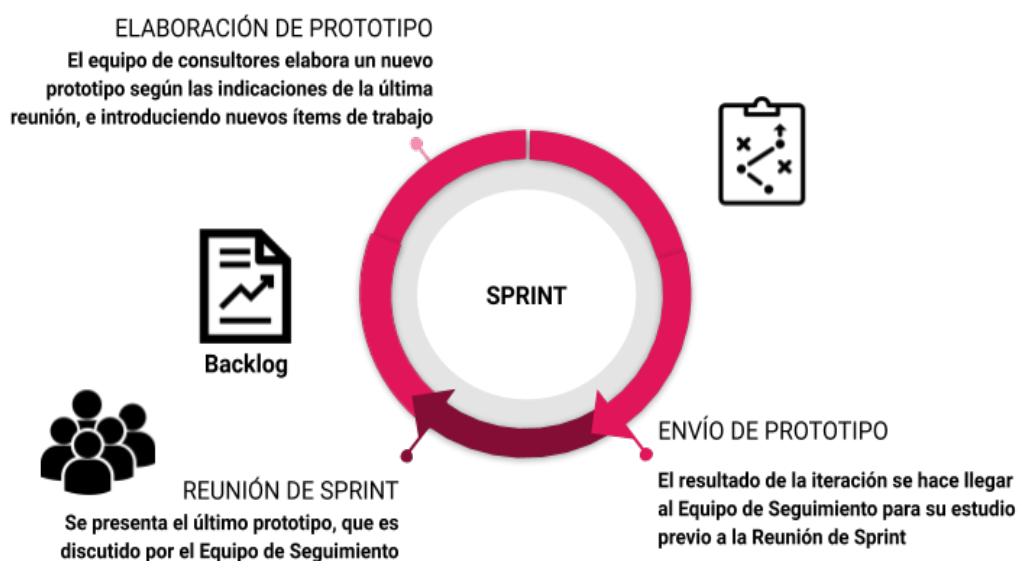 ELABORACIÓN DE PROTOTIPO
El equipo de consultores elabora un nuevo
prototipo según las indicaciones de la última
reunión, e introduciendo nuevos ítems de trabajo
SPRINT
Backlog
ENVÍO DE PROTOTIPO
El resultado de la iteración se hace llegar
al Equipo de Seguimiento para su estudio
previo a la Reunión de Sprint
REUNIÓN DE SPRINT
Se presenta el último prototipo, que es
discutido por el Equipo de Seguimiento